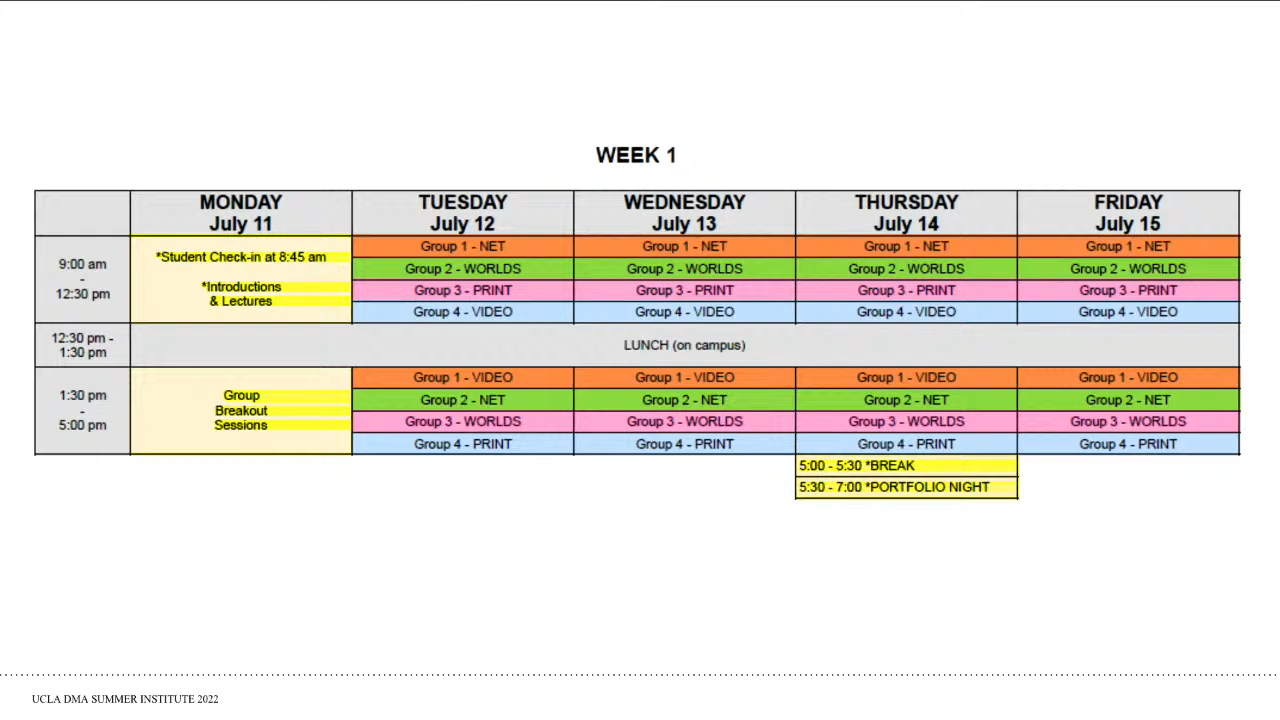 WEEK 1
MONDAY
July 11
TUESDAY
July 12
WEDNESDAY
July 13
THURSDAY
July 14
FRIDAY
July 15
9:00 am
-
12:30 pm
*Student Check-in at 8:45 am
*Introductions
& Lectures
Group 1 - NET
Group 1 - NET
Group 1 - NET
Group 1 - NET
Group 2 - WORLDS
Group 2 - WORLDS
Group 2 - WORLDS
Group 2 - WORLDS
Group 3 - PRINT
Group 3 - PRINT
Group 3 - PRINT
Group 3 - PRINT
Group 4 - VIDEO
Group 4 - VIDEO
Group 4 - VIDEO
Group 4 - VIDEO
12:30 pm -
1:30 pm
LUNCH (on campus)
1:30 pm
-
5:00 pm
Group
Breakout
Sessions
Group 1 - VIDEO
Group 1 - VIDEO
Group 1 - VIDEO
Group 1 - VIDEO
Group 2 - NET
Group 2 - NET
Group 2 - NET
Group 2 - NET
Group 3 - WORLDS
Group 3 - WORLDS
Group 3 - WORLDS
Group 3 - WORLDS
Group 4 - PRINT
Group 4 - PRINT
Group 4 - PRINT
Group 4 - PRINT
5:00 - 5:30 *BREAK
5:30 - 7:00 *PORTFOLIO NIGHT
UCLA DMA SUMMER INSTITUTE 2022